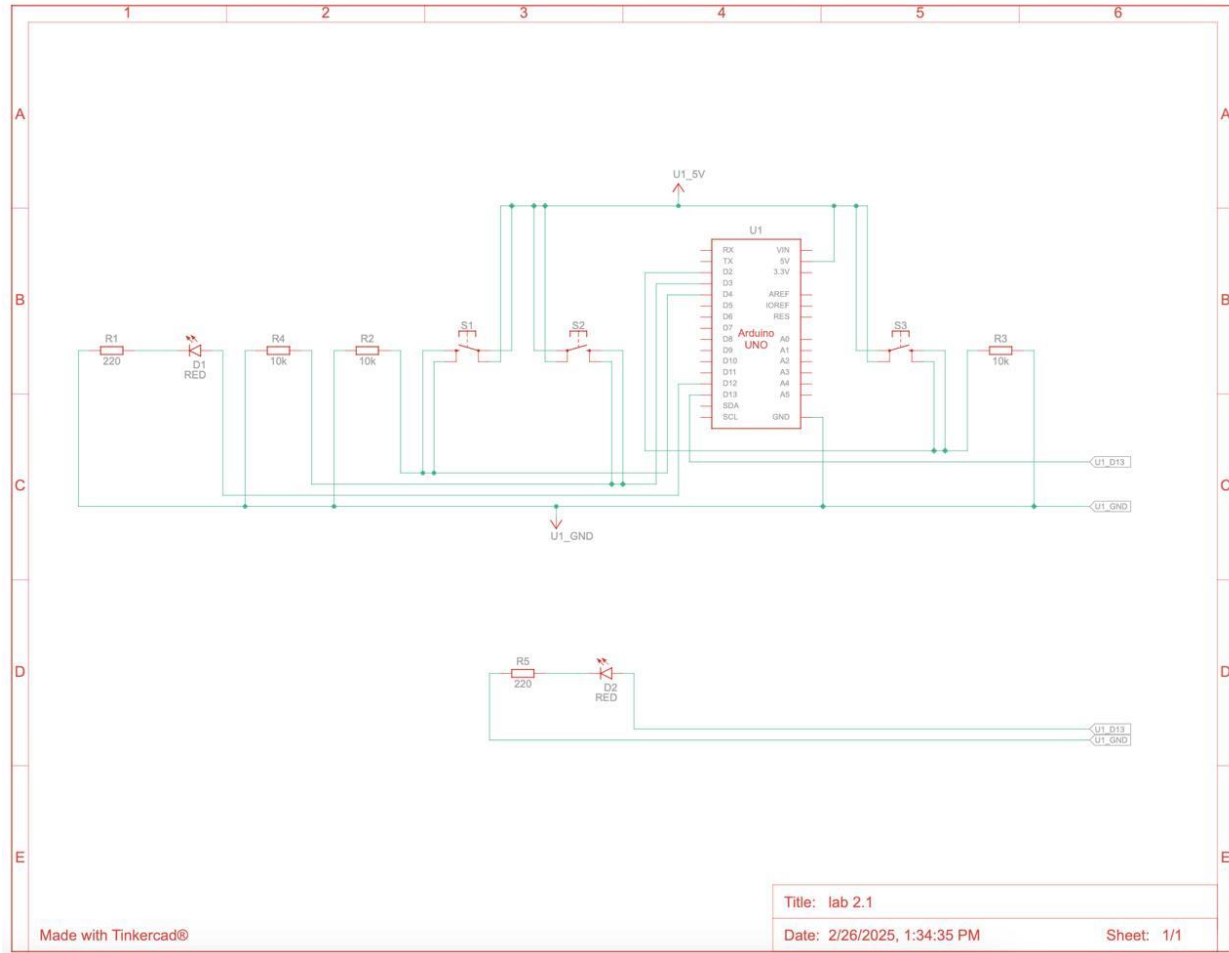 1 2 3 4 5 6
A A
U1_5V
U1
RX VIN
TX 5V
D2 3.3V
D3
D4 AREF
D5 IOREF
D6 RES
D7
D8 A0
D9 A1
D10 A2
D11 A3
D12 A4
D13 A5
SDA
SCL GND
Arduino
UNO
B B
R1
220
D1
RED
R4
10k
R2
10k
S1
S2
S3
R3
10k
C C
U1_D13
U1_GND
U1_GND
D D
R5
220
D2
RED
U1_D13
U1_GND
E E
Title: lab 2.1
Made with Tinkercad®
Date: 2/26/2025, 1:34:35 PM Sheet: 1/1